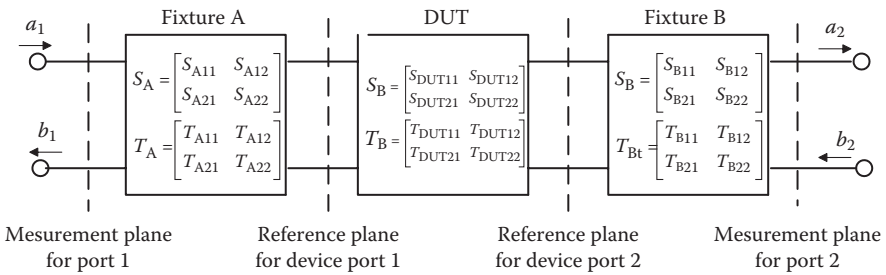 Fixture A
DUT
Fixture B
a1
a2
SA = [SA11 SA12
SA21 SA22]
SB = [SDUT11 SDUT12
SDUT21 SDUT22]
SB = [SB11 SB12
SB21 SB22]
b1
b2
TA = [TA11 TA12
TA21 TA22]
TB = [TDUT11 TDUT12
TDUT21 TDUT22]
TBt = [TB11 TB12
TB21 TB22]
Mesurement plane
for port 1
Reference plane
for device port 1
Reference plane
for device port 2
Mesurement plane
for port 2